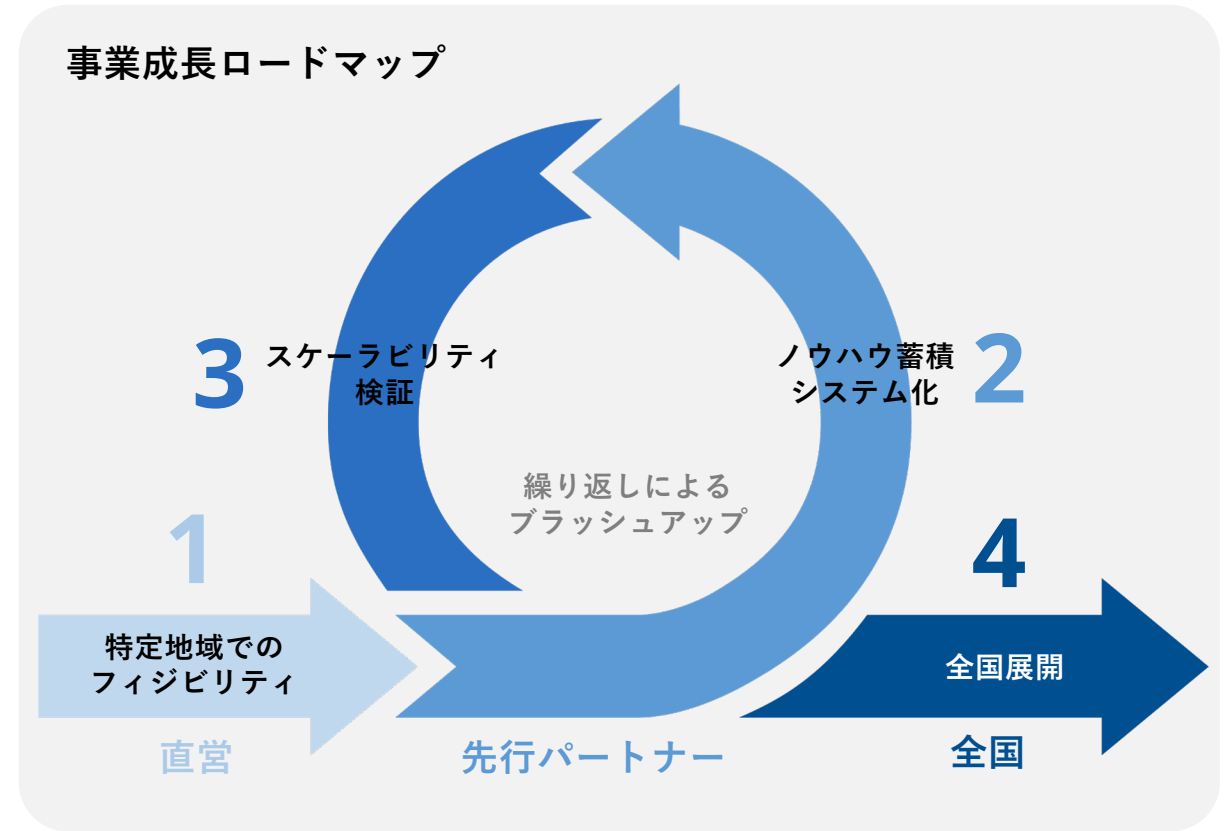 事業成長ロードマップ
1
特定地域での
フィジビリティ
直営
2
ノウハウ蓄積
システム化
先行パートナー
3
スケーラビリティ
検証
繰り返しによる
ブラッシュアップ
4
全国展開
全国